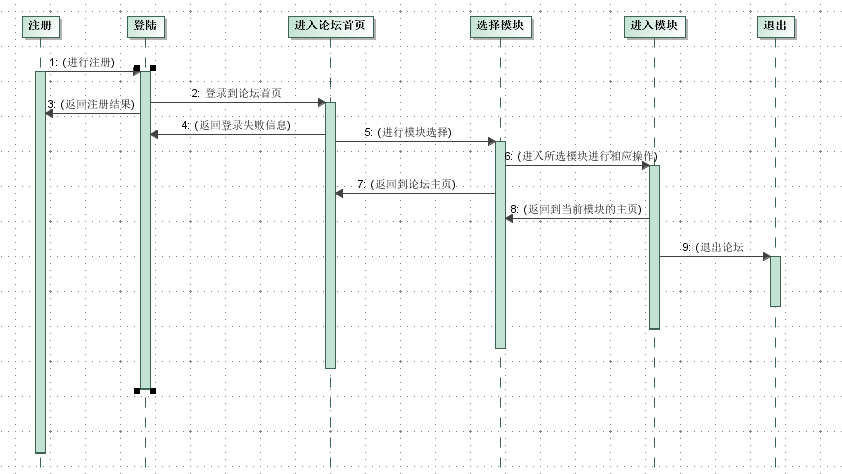 注册
登陆
进入论坛首页
选择模块
进入模块
退出
1: (进行注册)
2: 登录到论坛首页
3: (返回注册结果)
4: (返回登录失败信息)
5: (进行模块选择)
6: (进入所选模块进行相应操作)
7: (返回到论坛主页)
8: (返回到当前模块的主页)
9: (退出论坛